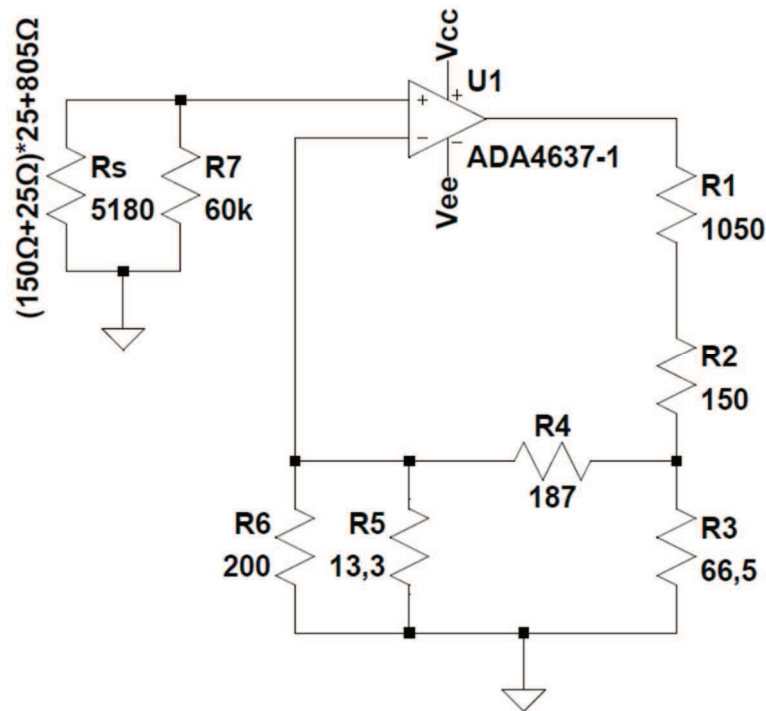 (150Ω+25Ω)*25+805Ω
Rs
5180
R7
60k
Vcc
U1
+
+
−
−
ADA4637-1
Vee
R1
1050
R2
150
R4
187
R6
200
R5
13,3
R3
66,5